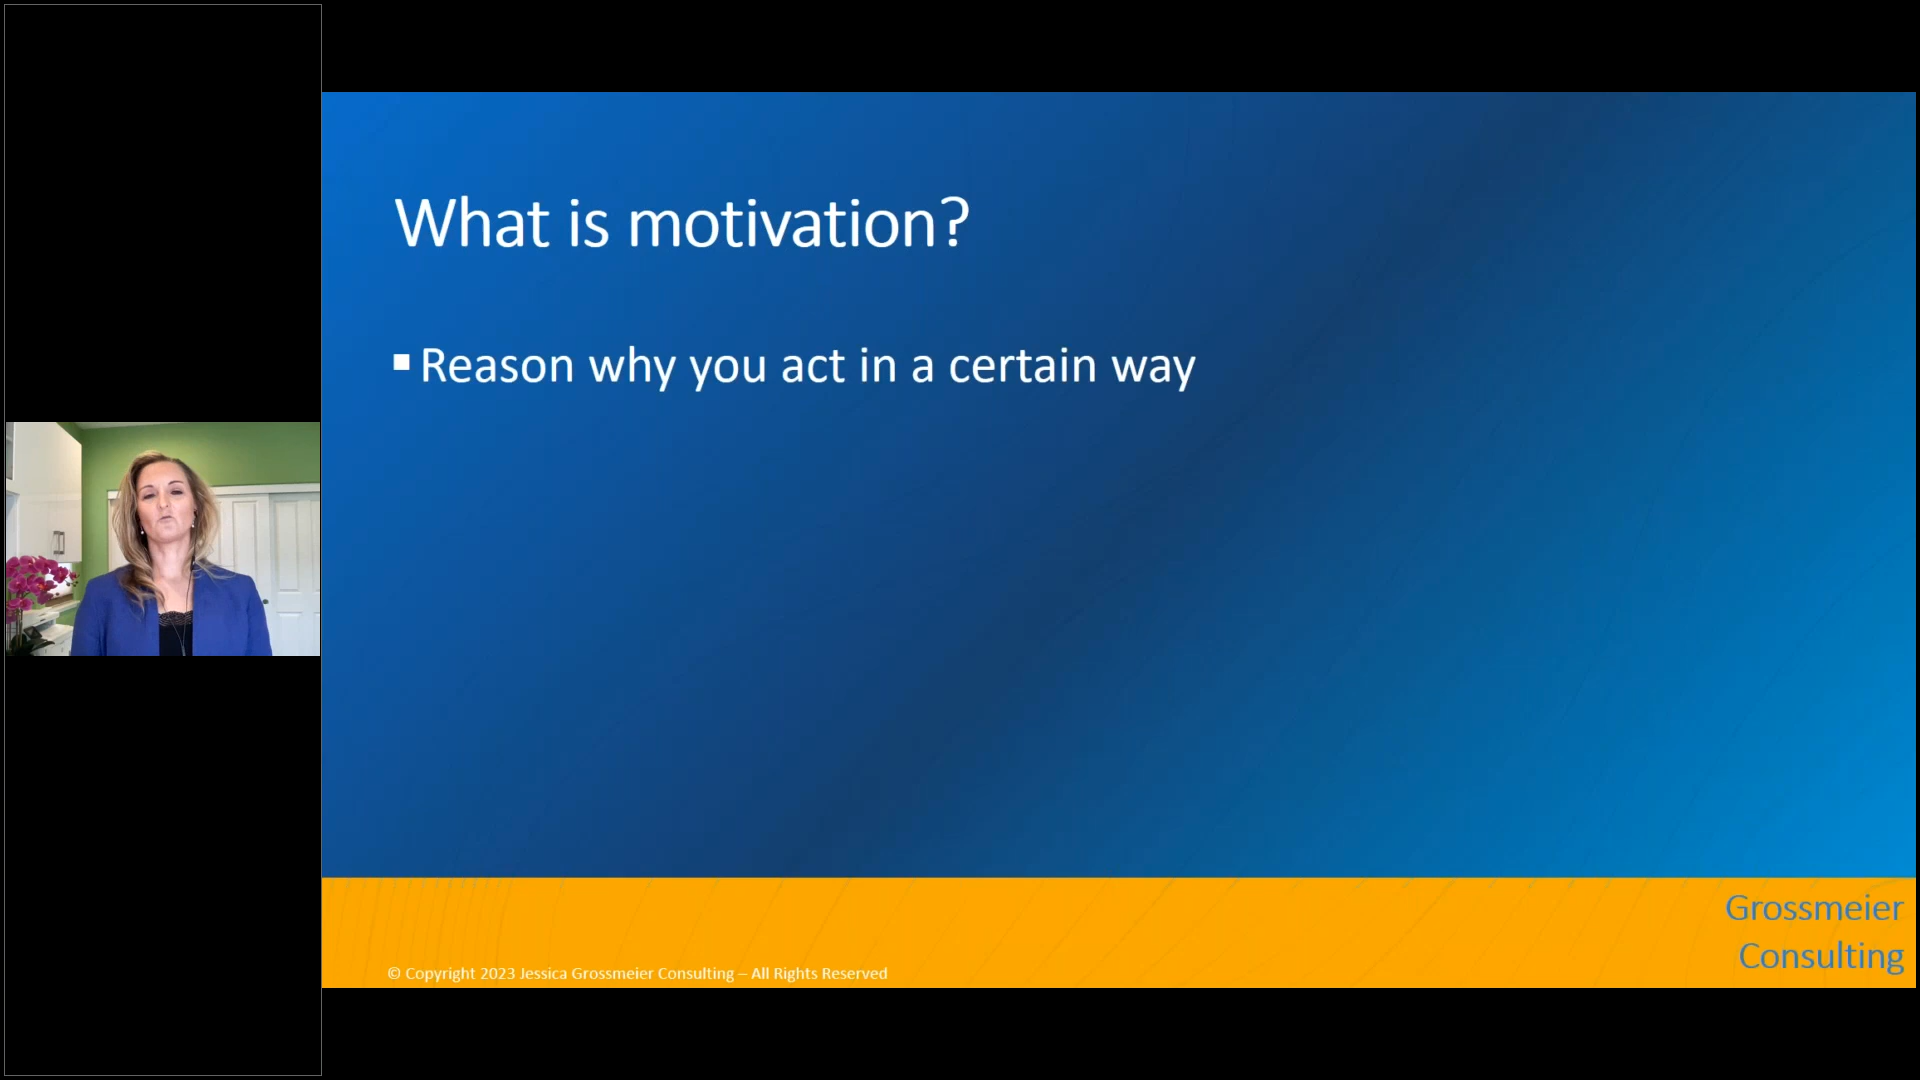 What is motivation?
▪ Reason why you act in a certain way
Grossmeier
Consulting
© Copyright 2023 Jessica Grossmeier Consulting – All Rights Reserved